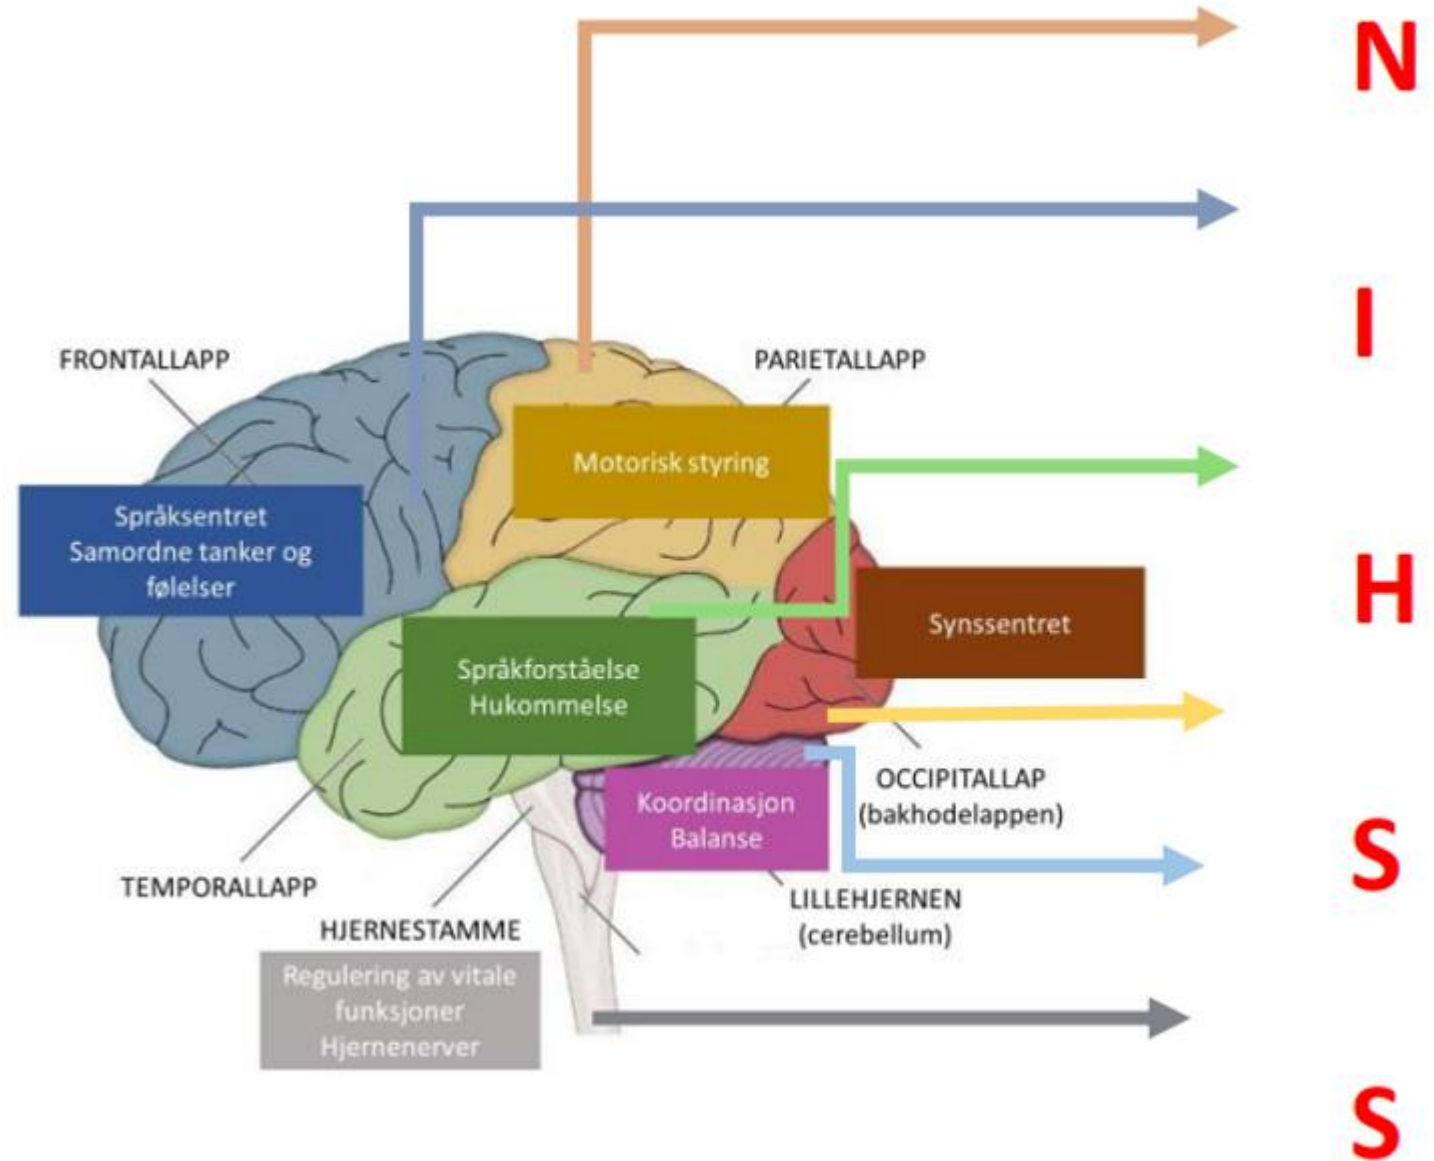 N
I
H
S
S
FRONTALLAPP
PARIETALLAPP
Motorisk styring
Språksentret
Samordne tanker og
følelser
Synssentret
Språkforståelse
Hukommelse
Koordinasjon
Balanse
OCCIPITALLAP
(bakhodelappen)
TEMPORALLAPP
LILLEHJERNEN
(cerebellum)
HJERNESTAMME
Regulering av vitale
funksjoner
Hjernenerver